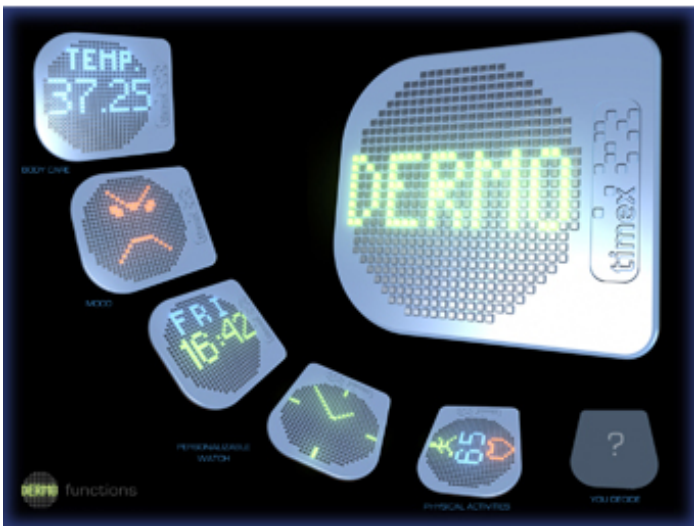 TEMP.
37.25
BODY CARE
MOOD
FRI
16:42
PERSONALIZABLE
WATCH
65
PHYSICAL ACTIVITIES
?
YOU DECIDE
DERMO
timex
DERMO functions